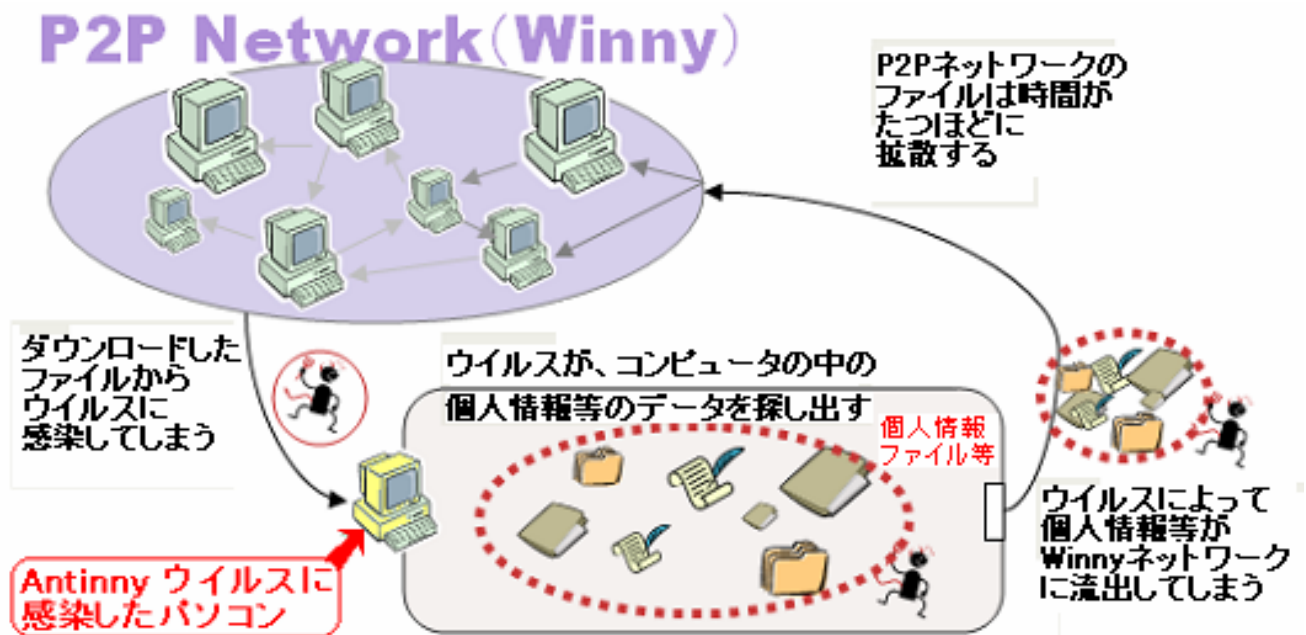 P2P Network(Winny)
P2Pネットワークの
ファイルは時間が
たつほどに
拡散する
ダウンロードした
ファイルから
ウイルスに
感染してしまう
ウイルスが、コンピュータの中の
個人情報等のデータを探し出す
個人情報
ファイル等
ウイルスによって
個人情報等が
Winnyネットワーク
に流出してしまう
Antinny ウイルスに
感染したパソコン